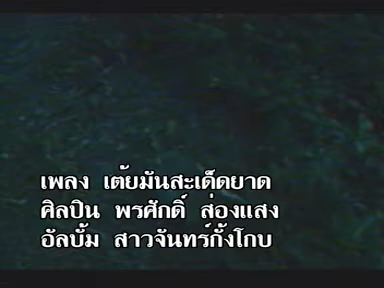 เพลง เต้ยมันสะเด็ดยาด
ศิลปิน พรศักดิ์ ส่องแสง
อัลบั้ม สาวจันทร์กั้งโกบ